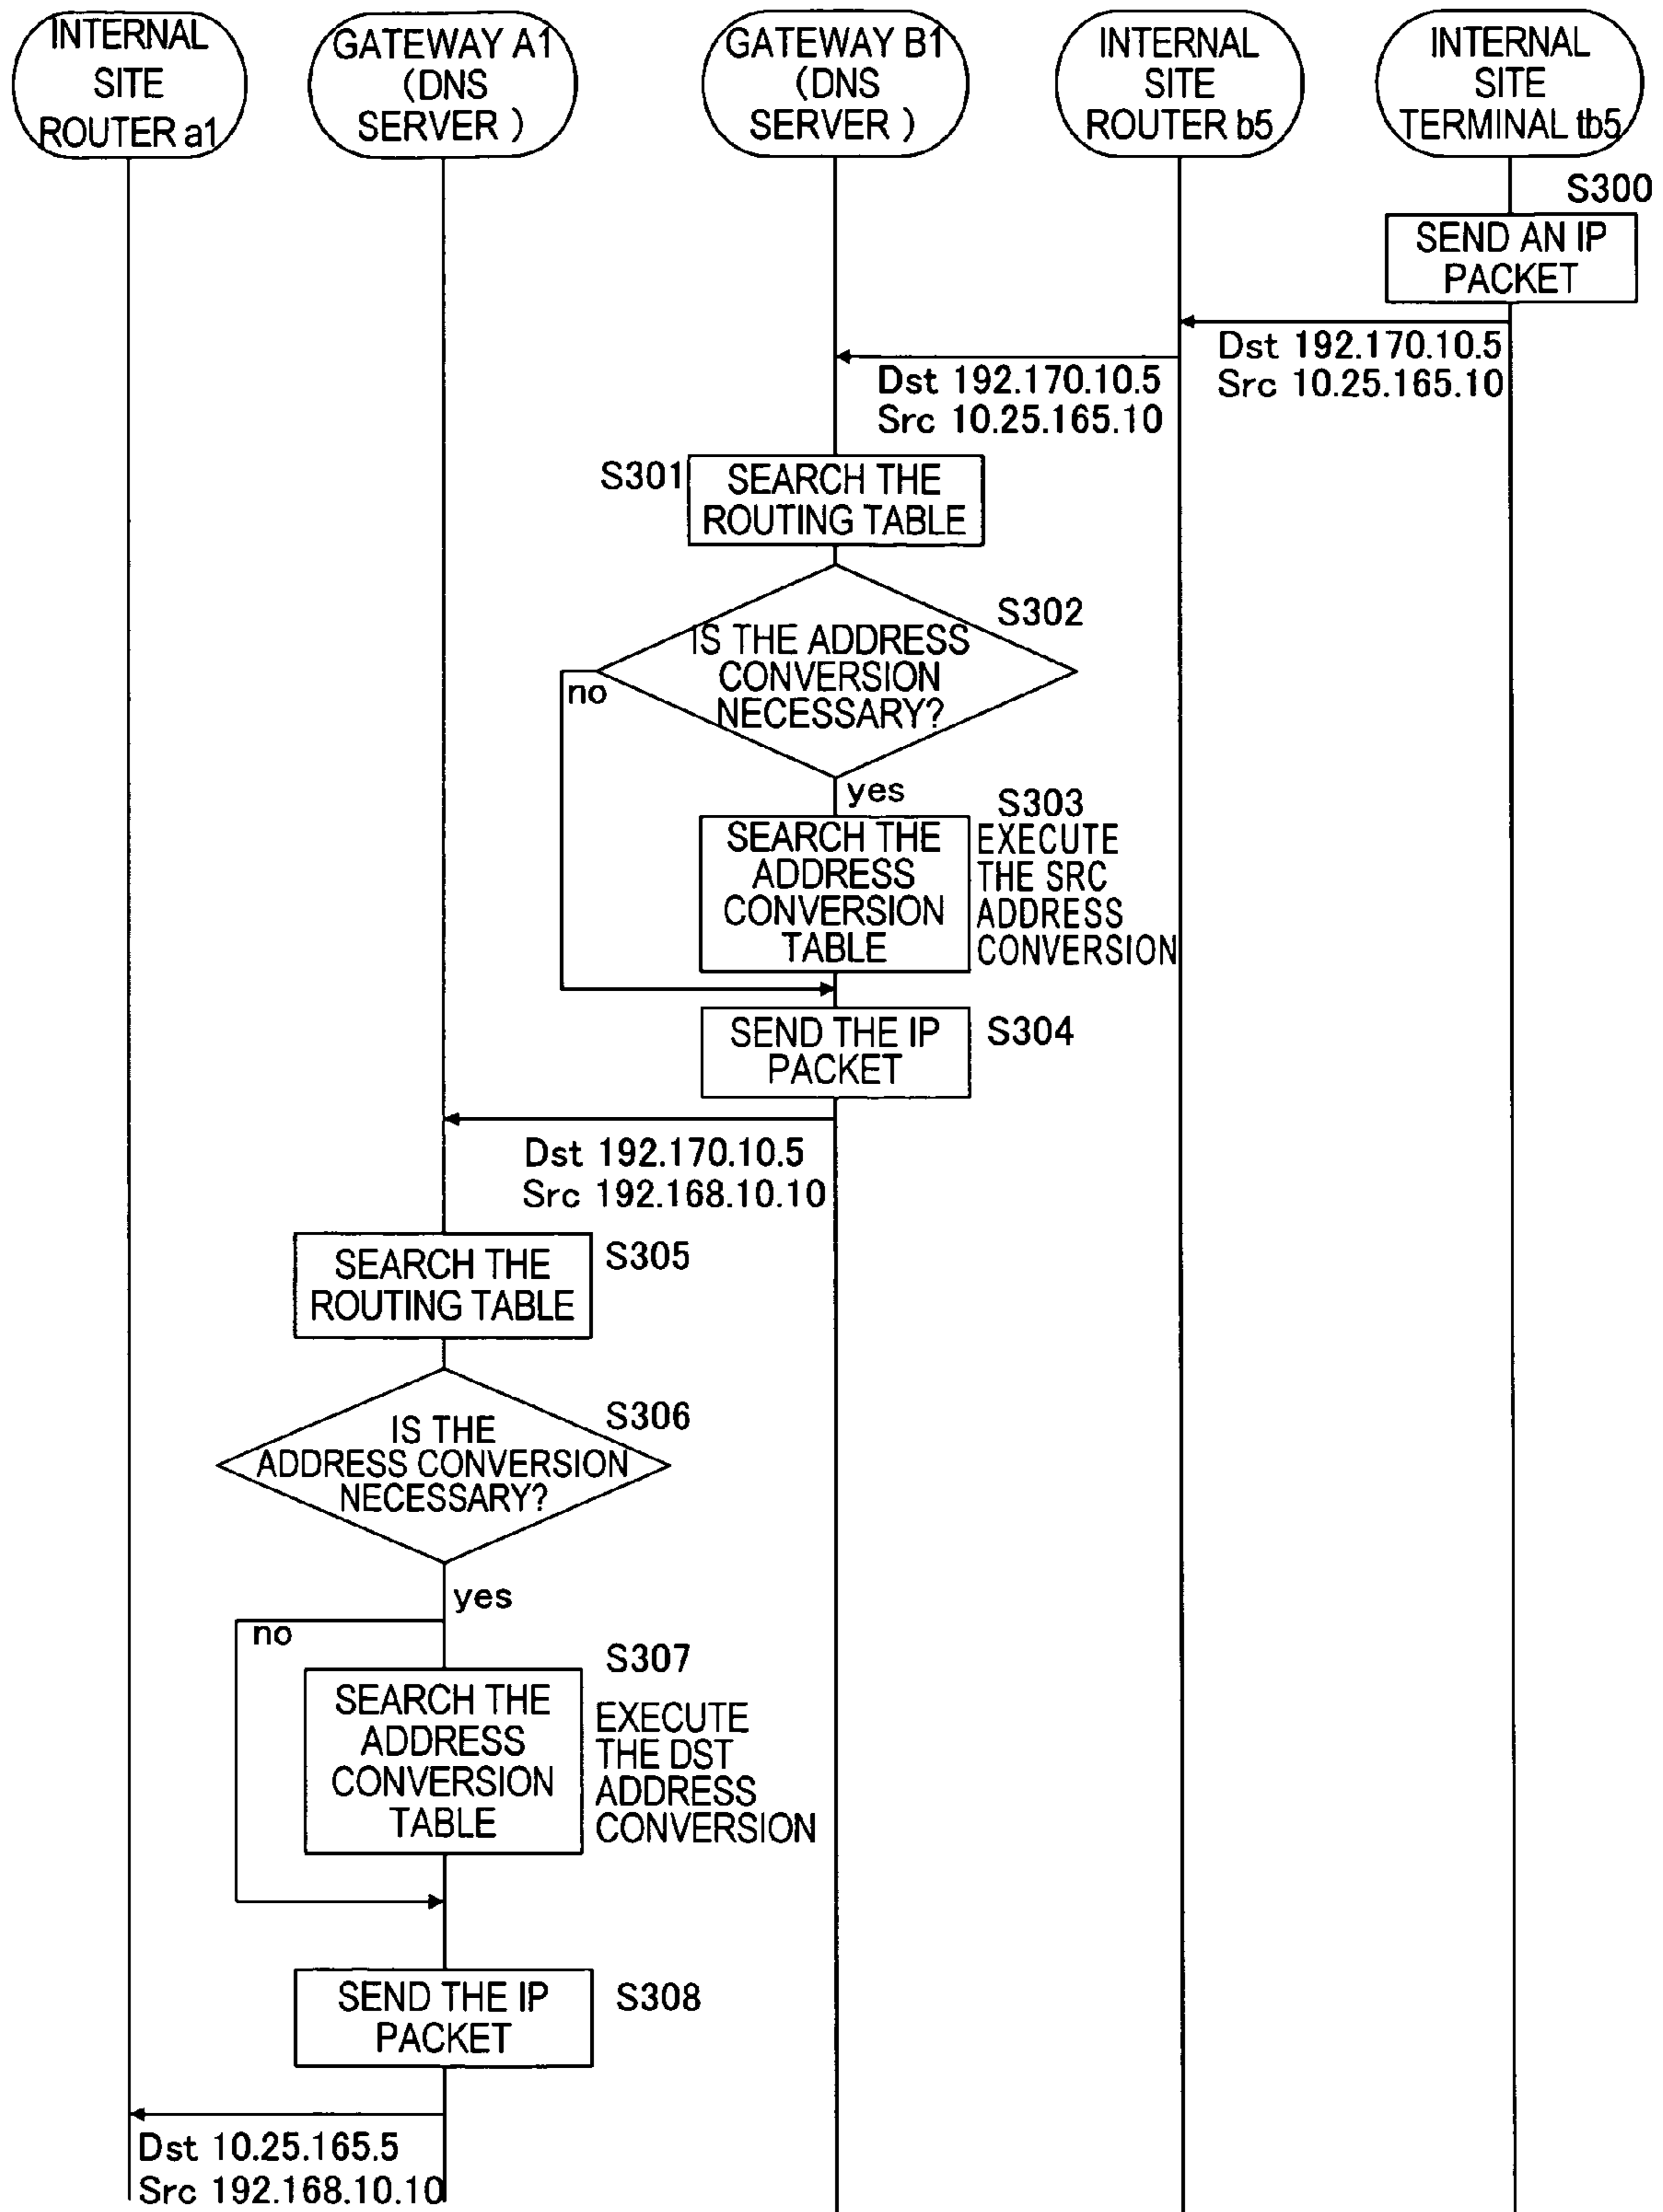 INTERNAL
SITE
ROUTER a1
GATEWAY A1
(DNS
SERVER )
GATEWAY B1
(DNS
SERVER )
INTERNAL
SITE
ROUTER b5
INTERNAL
SITE
TERMINAL tb5
S300
SEND AN IP
PACKET
Dst 192.170.10.5
Src 10.25.165.10
Dst 192.170.10.5
Src 10.25.165.10
S301
SEARCH THE
ROUTING TABLE
S302
IS THE ADDRESS
CONVERSION
NECESSARY?
no
yes
S303
SEARCH THE
ADDRESS
CONVERSION
TABLE
EXECUTE
THE SRC
ADDRESS
CONVERSION
SEND THE IP
PACKET
S304
Dst 192.170.10.5
Src 192.168.10.10
SEARCH THE
ROUTING TABLE
S305
S306
IS THE
ADDRESS CONVERSION
NECESSARY?
yes
no
S307
SEARCH THE
ADDRESS
CONVERSION
TABLE
EXECUTE
THE DST
ADDRESS
CONVERSION
SEND THE IP
PACKET
S308
Dst 10.25.165.5
Src 192.168.10.10